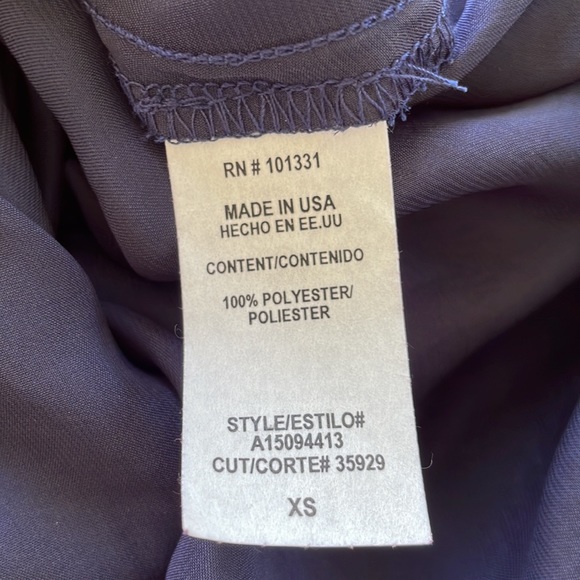 RN # 101331
MADE IN USA
HECHO EN EE.UU
CONTENT/CONTENIDO
100% POLYESTER/
POLIESTER
STYLE/ESTILO#
A15094413
CUT/CORTE# 35929
XS